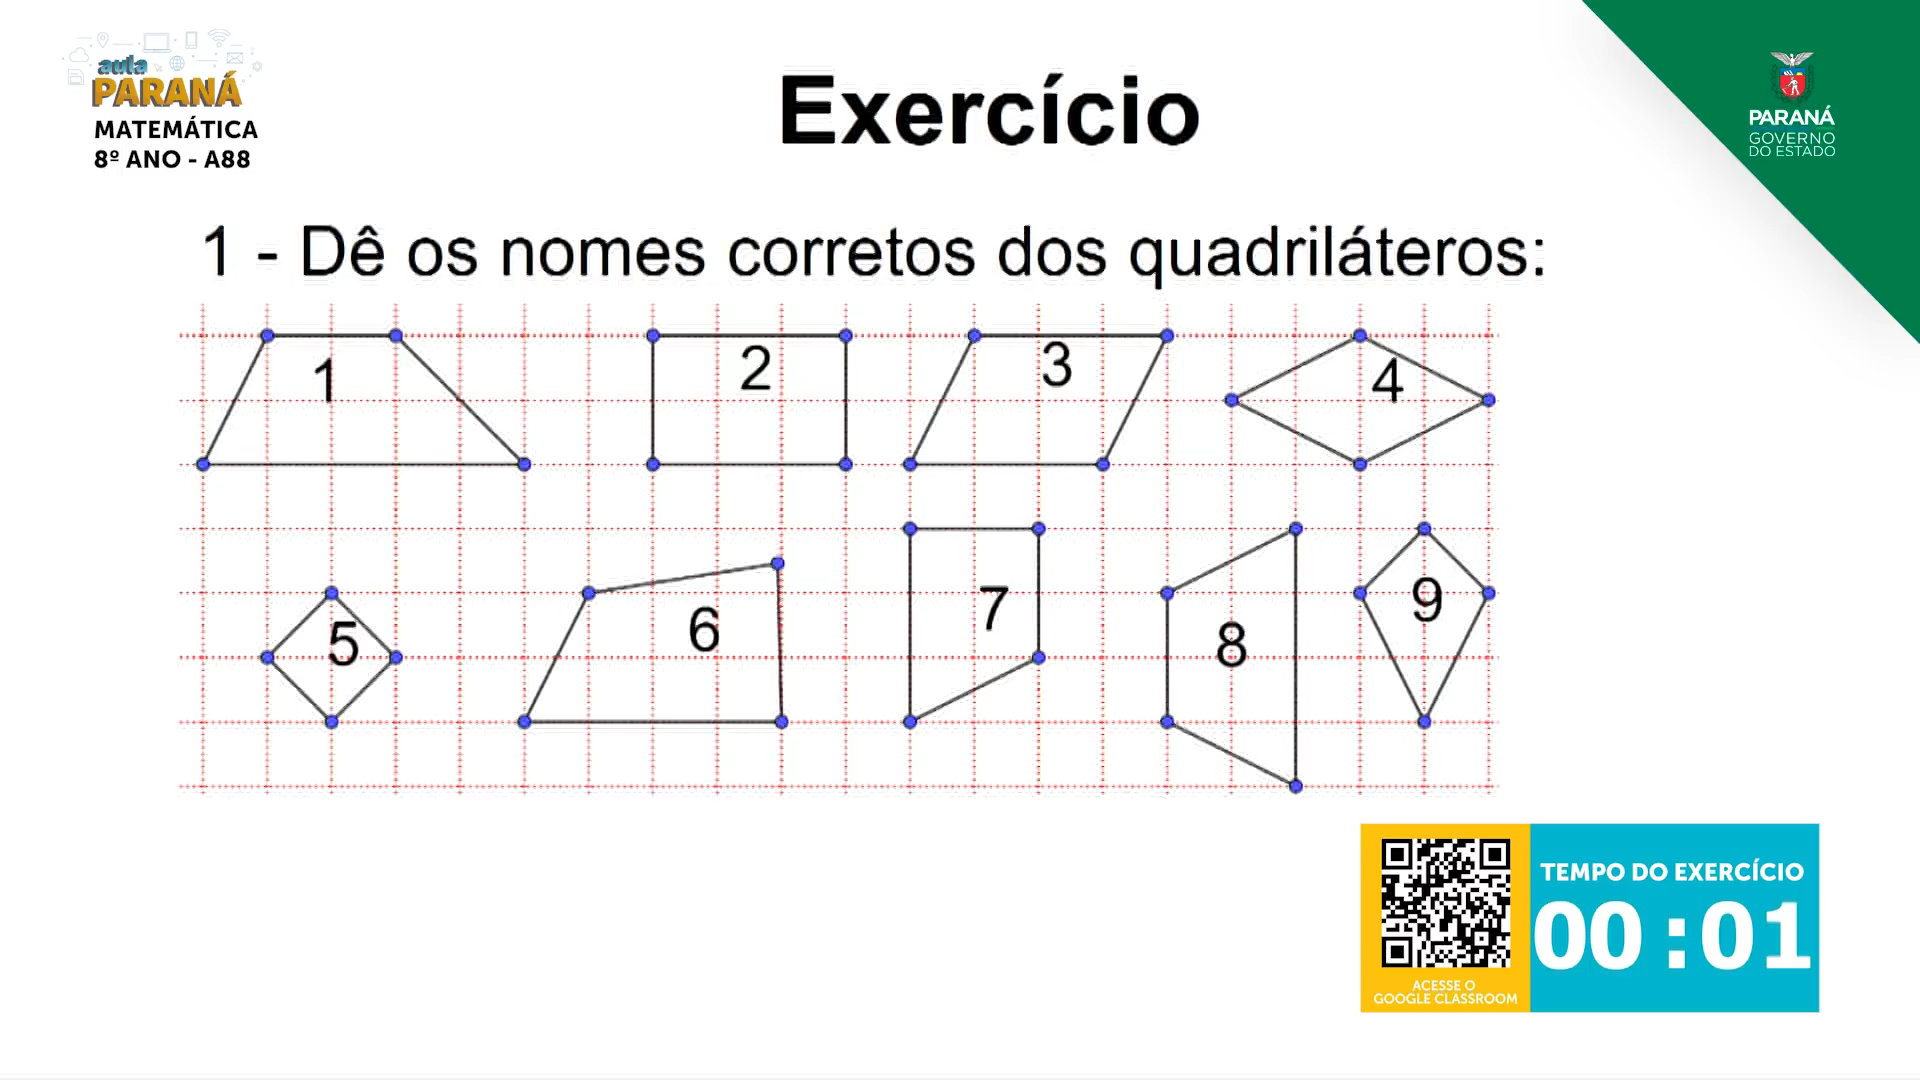 aula
PARANÁ
MATEMÁTICA
8º ANO - A88
Exercício
PARANÁ
GOVERNO
DO ESTADO
1 - Dê os nomes corretos dos quadriláteros:
1
2
3
4
5
6
7
8
9
TEMPO DO EXERCÍCIO
00 : 01
ACESSE O
GOOGLE CLASSROOM